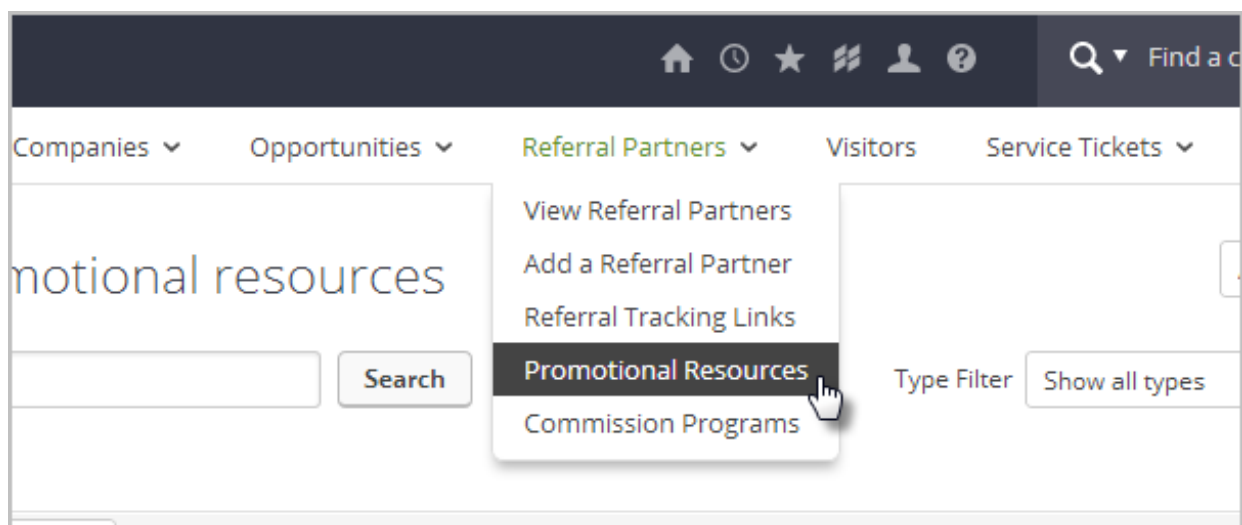 Find a c
Companies Opportunities Referral Partners Visitors Service Tickets
View Referral Partners
Add a Referral Partner
motional resources
Referral Tracking Links
Search
Promotional Resources
Type Filter Show all types
Commission Programs